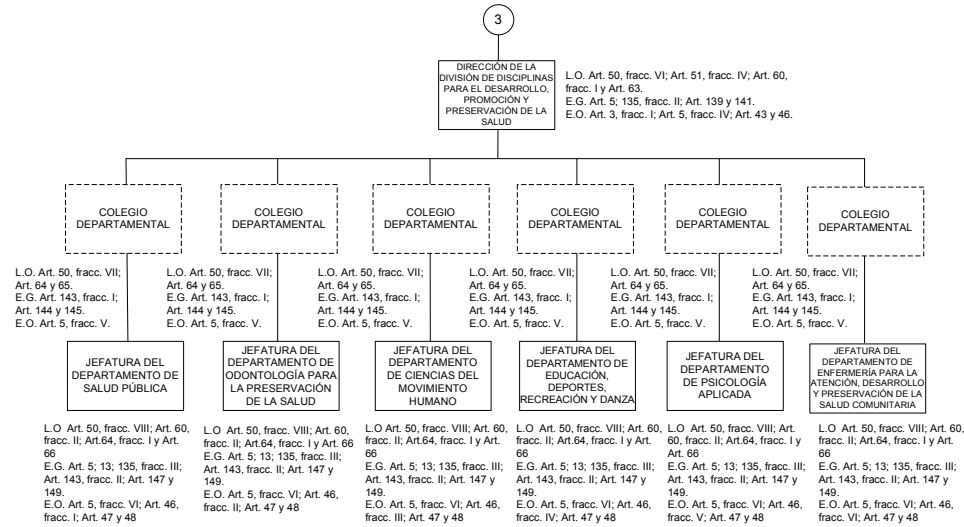 3
DIRECCIÓN DE LA
DIVISIÓN DE DISCIPLINAS
PARA EL DESARROLLO,
PROMOCIÓN Y
PRESERVACIÓN DE LA
SALUD
L.O. Art. 50, fracc. VI; Art. 51, fracc. IV; Art. 60,
fracc. I y Art. 63.
E.G. Art. 5; 135, fracc. II; Art. 139 y 141.
E.O. Art. 3, fracc. I; Art. 5, fracc. IV; Art. 43 y 46.
COLEGIO
DEPARTAMENTAL
COLEGIO
DEPARTAMENTAL
COLEGIO
DEPARTAMENTAL
COLEGIO
DEPARTAMENTAL
COLEGIO
DEPARTAMENTAL
COLEGIO
DEPARTAMENTAL
L.O. Art. 50, fracc. VII;
Art. 64 y 65.
E.G. Art. 143, fracc. I;
Art. 144 y 145.
E.O. Art. 5, fracc. V.
L.O. Art. 50, fracc. VII;
Art. 64 y 65.
E.G. Art. 143, fracc. I;
Art. 144 y 145.
E.O. Art. 5, fracc. V.
L.O. Art. 50, fracc. VII;
Art. 64 y 65.
E.G. Art. 143, fracc. I;
Art. 144 y 145.
E.O. Art. 5, fracc. V.
L.O. Art. 50, fracc. VII;
Art. 64 y 65.
E.G. Art. 143, fracc. I;
Art. 144 y 145.
E.O. Art. 5, fracc. V.
L.O. Art. 50, fracc. VII;
Art. 64 y 65.
E.G. Art. 143, fracc. I;
Art. 144 y 145.
E.O. Art. 5, fracc. V.
L.O. Art. 50, fracc. VII;
Art. 64 y 65.
E.G. Art. 143, fracc. I;
Art. 144 y 145.
E.O. Art. 5, fracc. V.
JEFATURA DEL
DEPARTAMENTO DE
SALUD PÚBLICA
JEFATURA DEL
DEPARTAMENTO DE
ODONTOLOGÍA PARA
LA PRESERVACIÓN
DE LA SALUD
JEFATURA DEL
DEPARTAMENTO
DE CIENCIAS DEL
MOVIMIENTO
HUMANO
JEFATURA DEL
DEPARTAMENTO DE
EDUCACIÓN,
DEPORTES,
RECREACIÓN Y DANZA
JEFATURA DEL
DEPARTAMENTO
DE PSICOLOGÍA
APLICADA
JEFATURA DEL
DEPARTAMENTO DE
ENFERMERÍA PARA LA
ATENCIÓN, DESARROLLO
Y PRESERVACIÓN DE LA
SALUD COMUNITARIA
L.O Art. 50, fracc. VIII; Art. 60,
fracc. II; Art.64, fracc. I y Art.
66
E.G. Art. 5; 13; 135, fracc. III;
Art. 143, fracc. II; Art. 147 y
149.
E.O. Art. 5, fracc. VI; Art. 46,
fracc. I; Art. 47 y 48
L.O Art. 50, fracc. VIII; Art. 60,
fracc. II; Art.64, fracc. I y Art. 66
E.G. Art. 5; 13; 135, fracc. III;
Art. 143, fracc. II; Art. 147 y
149.
E.O. Art. 5, fracc. VI; Art. 46,
fracc. II; Art. 47 y 48
L.O Art. 50, fracc. VIII; Art. 60,
fracc. II; Art.64, fracc. I y Art.
66
E.G. Art. 5; 13; 135, fracc. III;
Art. 143, fracc. II; Art. 147 y
149.
E.O. Art. 5, fracc. VI; Art. 46,
fracc. III; Art. 47 y 48
L.O Art. 50, fracc. VIII; Art. 60,
fracc. II; Art.64, fracc. I y Art.
66
E.G. Art. 5; 13; 135, fracc. III;
Art. 143, fracc. II; Art. 147 y
149.
E.O. Art. 5, fracc. VI; Art. 46,
fracc. IV; Art. 47 y 48
L.O Art. 50, fracc. VIII; Art.
60, fracc. II; Art.64, fracc. I y
Art. 66
E.G. Art. 5; 13; 135, fracc. III;
Art. 143, fracc. II; Art. 147 y
149.
E.O. Art. 5, fracc. VI; Art. 46,
fracc. V; Art. 47 y 48
L.O Art. 50, fracc. VIII; Art. 60,
fracc. II; Art.64, fracc. I y Art.
66
E.G. Art. 5; 13; 135, fracc. III;
Art. 143, fracc. II; Art. 147 y
149.
E.O. Art. 5, fracc. VI; Art. 46,
fracc. VI; Art. 47 y 48